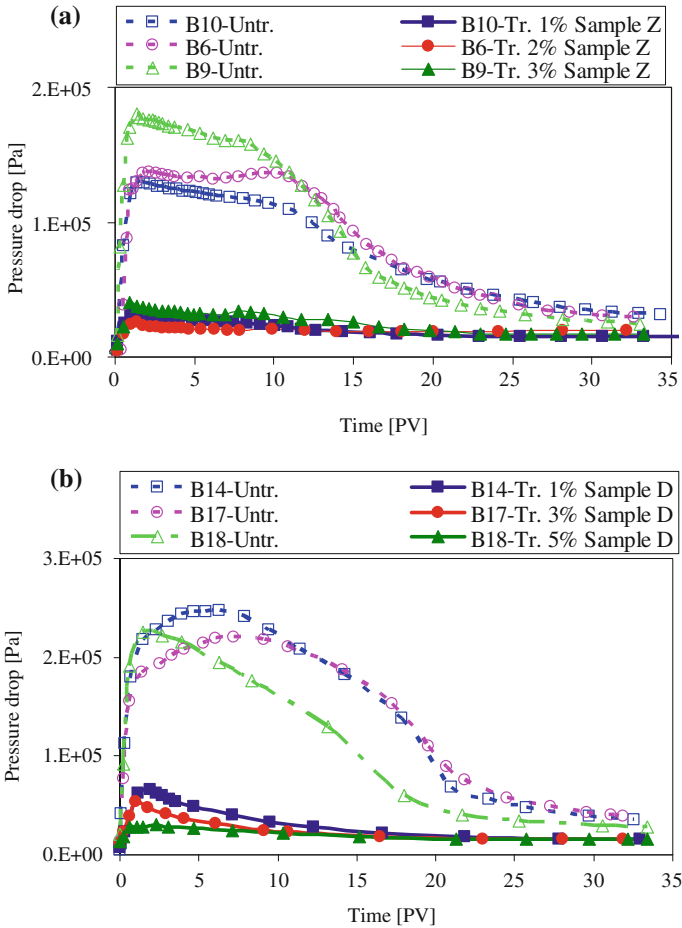 (a)
B10-Untr.
B6-Untr.
B9-Untr.
B10-Tr. 1% Sample Z
B6-Tr. 2% Sample Z
B9-Tr. 3% Sample Z
Pressure drop [Pa]
2.E+05
1.E+05
0.E+00
0 5 10 15 20 25 30 35
Time [PV]
(b)
B14-Untr.
B17-Untr.
B18-Untr.
B14-Tr. 1% Sample D
B17-Tr. 3% Sample D
B18-Tr. 5% Sample D
Pressure drop [Pa]
3.E+05
2.E+05
1.E+05
0.E+00
0 5 10 15 20 25 30 35
Time [PV]